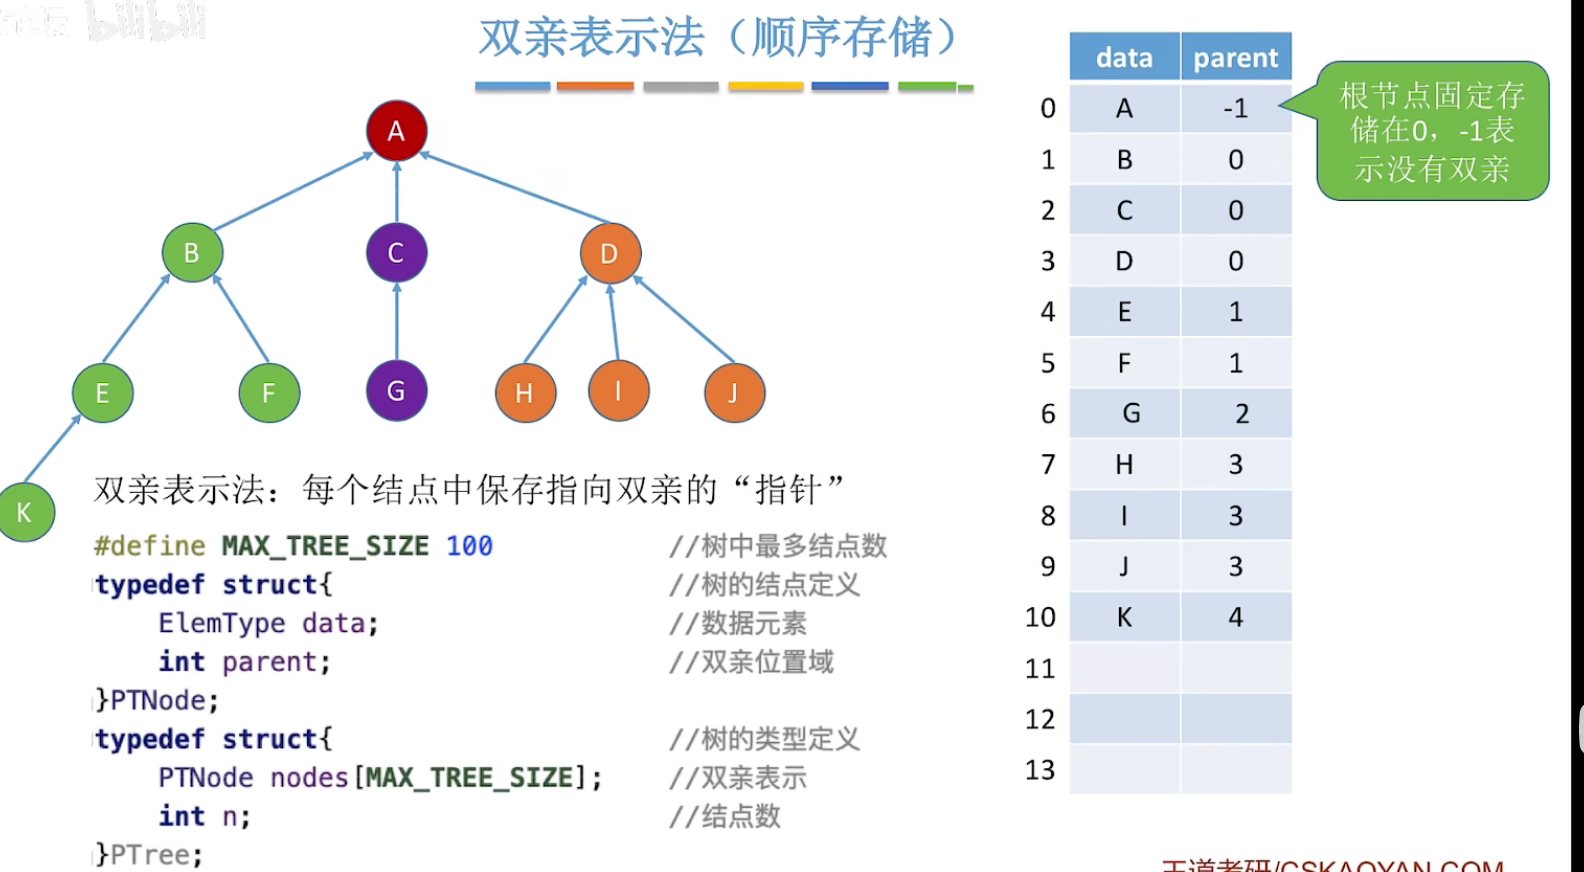 bilibili
双亲表示法（顺序存储）
A
B
C
D
E
F
G
H
I
J
K
双亲表示法：每个结点中保存指向双亲的“指针”
#define MAX_TREE_SIZE 100 //树中最多结点数
typedef struct{ //树的结点定义
ElemType data; //数据元素
int parent; //双亲位置域
}PTNode;
typedef struct{ //树的类型定义
PTNode nodes[MAX_TREE_SIZE]; //双亲表示
int n; //结点数
}PTree;
data parent
0 A -1
1 B 0
2 C 0
3 D 0
4 E 1
5 F 1
6 G 2
7 H 3
8 I 3
9 J 3
10 K 4
11
12
13
根节点固定存
储在0，-1表
示没有双亲
王道考研/CSKAOYAN.COM